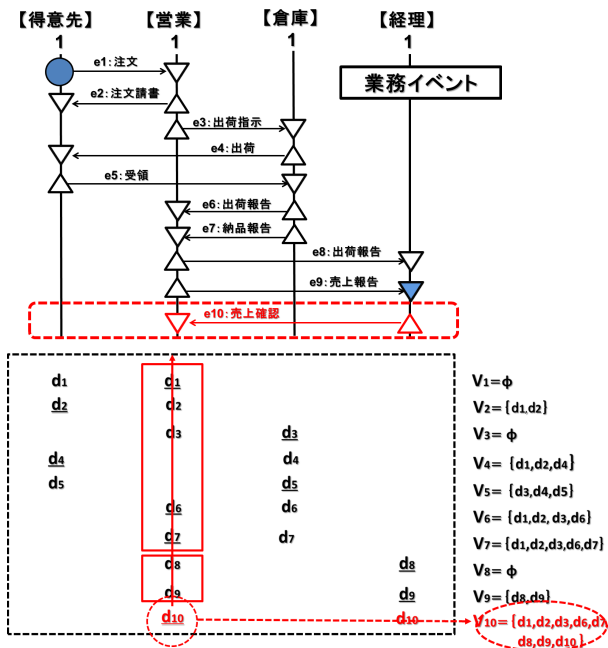 【得意先】 【営業】 【倉庫】 【経理】
1 1 1 1
e1:注文
業務イベント
e2:注文請書
e3:出荷指示
e4:出荷
e5:受領
e6:出荷報告
e7:納品報告
e8:出荷報告
e9:売上報告
e10:売上確認
d1 d1 V1=ϕ
d2 d2 V2={d1,d2}
d3 d3 V3=ϕ
d4 d4 V4={d1,d2,d4}
d5 d5 V5={d3,d4,d5}
d6 d6 V6={d1,d2,d3,d6}
d7 d7 V7={d1,d2,d3,d6,d7}
d8 d8 V8=ϕ
d9 d9 V9={d8,d9}
d10 d10 V10={d1,d2,d3,d6,d7
d8,d9,d10}